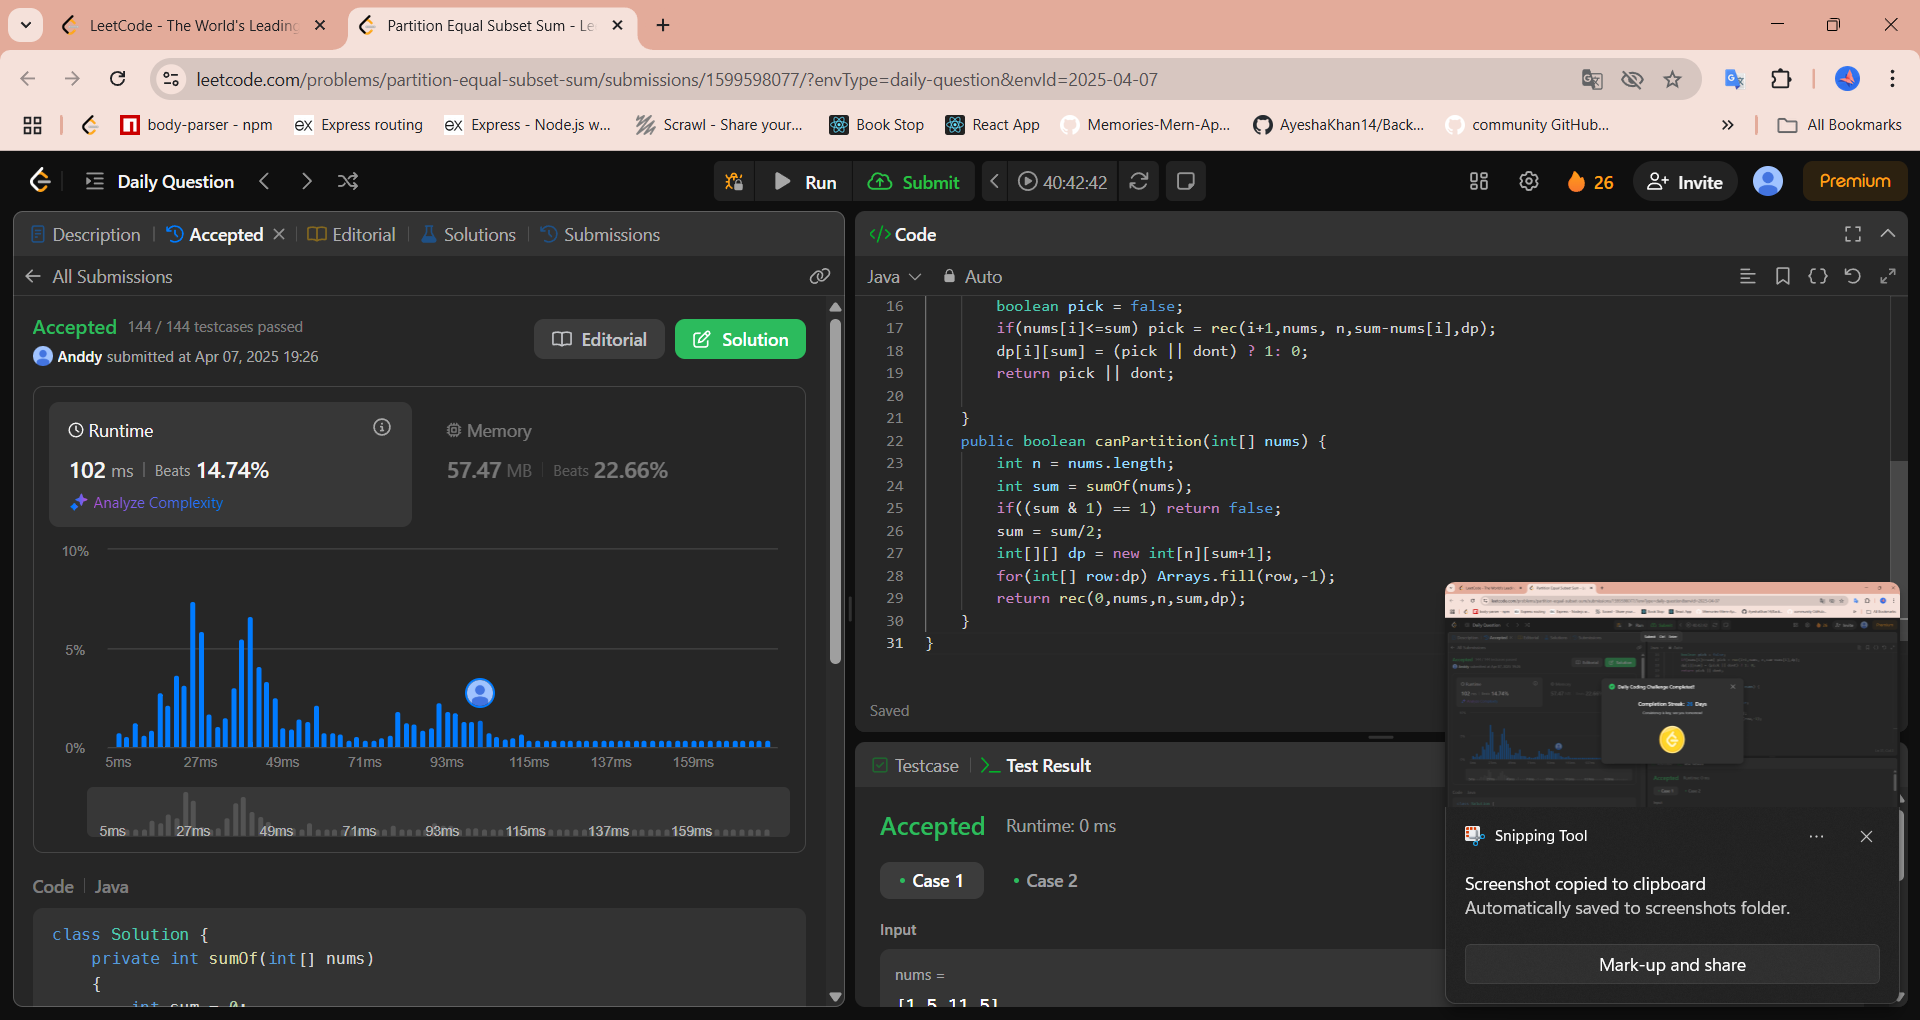 LeetCode - The World's Leading
Partition Equal Subset Sum - Le
leetcode.com/problems/partition-equal-subset-sum/submissions/1599598077/?envType=daily-question&envId=2025-04-07
body-parser - npm
ex Express routing
ex Express - Node.js w...
Scrawl - Share your...
Book Stop
React App
Memories-Mern-Ap...
AyeshaKhan14/Back...
community GitHub...
All Bookmarks
Daily Question
Run
Submit
40:42:42
26
Invite
Premium
Description
Accepted
Editorial
Solutions
Submissions
All Submissions
Accepted 144 / 144 testcases passed
Anddy submitted at Apr 07, 2025 19:26
Editorial
Solution
Runtime
102 ms | Beats 14.74%
Analyze Complexity
Memory
57.47 MB | Beats 22.66%
10%
5%
0%
5ms 27ms 49ms 71ms 93ms 115ms 137ms 159ms
5ms 27ms 49ms 71ms 93ms 115ms 137ms 159ms
Code | Java
class Solution {
private int sumOf(int[] nums)
{
int sum = 0;
</> Code
Java
Auto
16 boolean pick = false;
17 if(nums[i]<=sum) pick = rec(i+1,nums, n,sum-nums[i],dp);
18 dp[i][sum] = (pick || dont) ? 1: 0;
19 return pick || dont;
20
21 }
22 public boolean canPartition(int[] nums) {
23 int n = nums.length;
24 int sum = sumOf(nums);
25 if((sum & 1) == 1) return false;
26 sum = sum/2;
27 int[][] dp = new int[n][sum+1];
28 for(int[] row:dp) Arrays.fill(row,-1);
29 return rec(0,nums,n,sum,dp);
30 }
31 }
Saved
Testcase
Test Result
Accepted Runtime: 0 ms
Case 1
Case 2
Input
nums =
[1,5,11,5]
Daily Coding Challenge Completed!
Completion Streak: Days
Snipping Tool
Screenshot copied to clipboard
Automatically saved to screenshots folder.
Mark-up and share